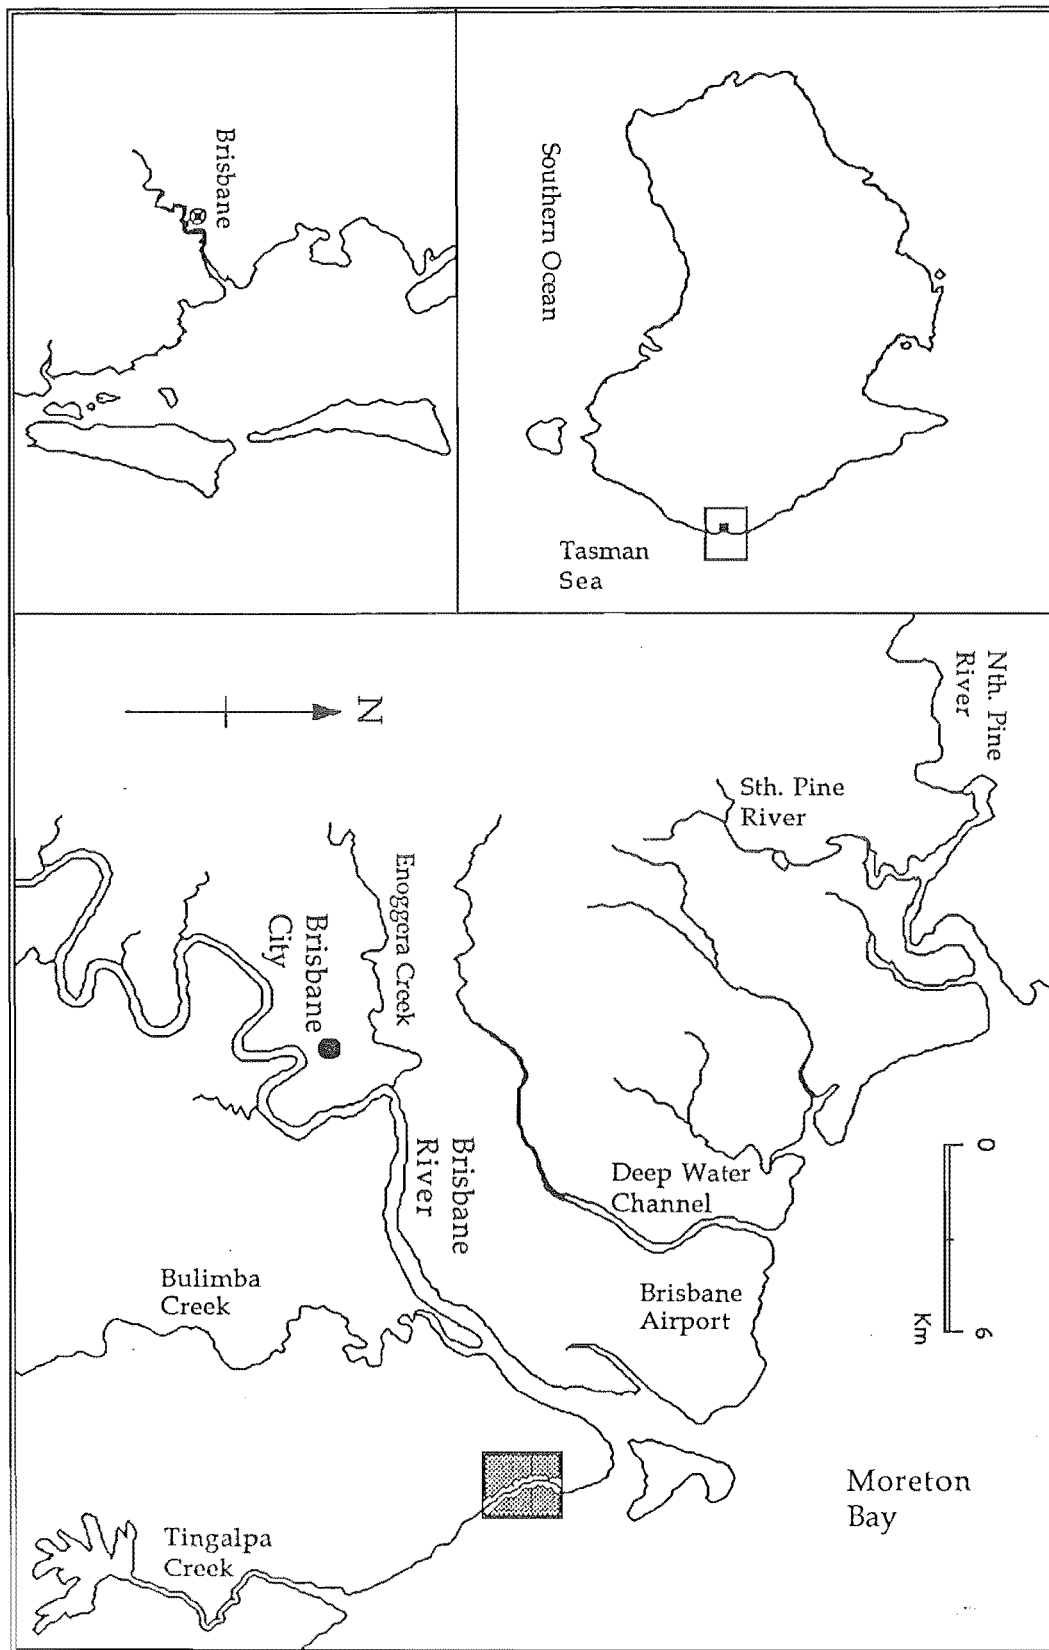 Brisbane
Southern Ocean
Tasman
Sea
Nth. Pine
River
N
Sth. Pine
River
Enoggera Creek
Brisbane
City
Brisbane
River
Deep Water
Channel
0
6
Km
Bulimba
Creek
Brisbane
Airport
Moreton
Bay
Tingalpa
Creek